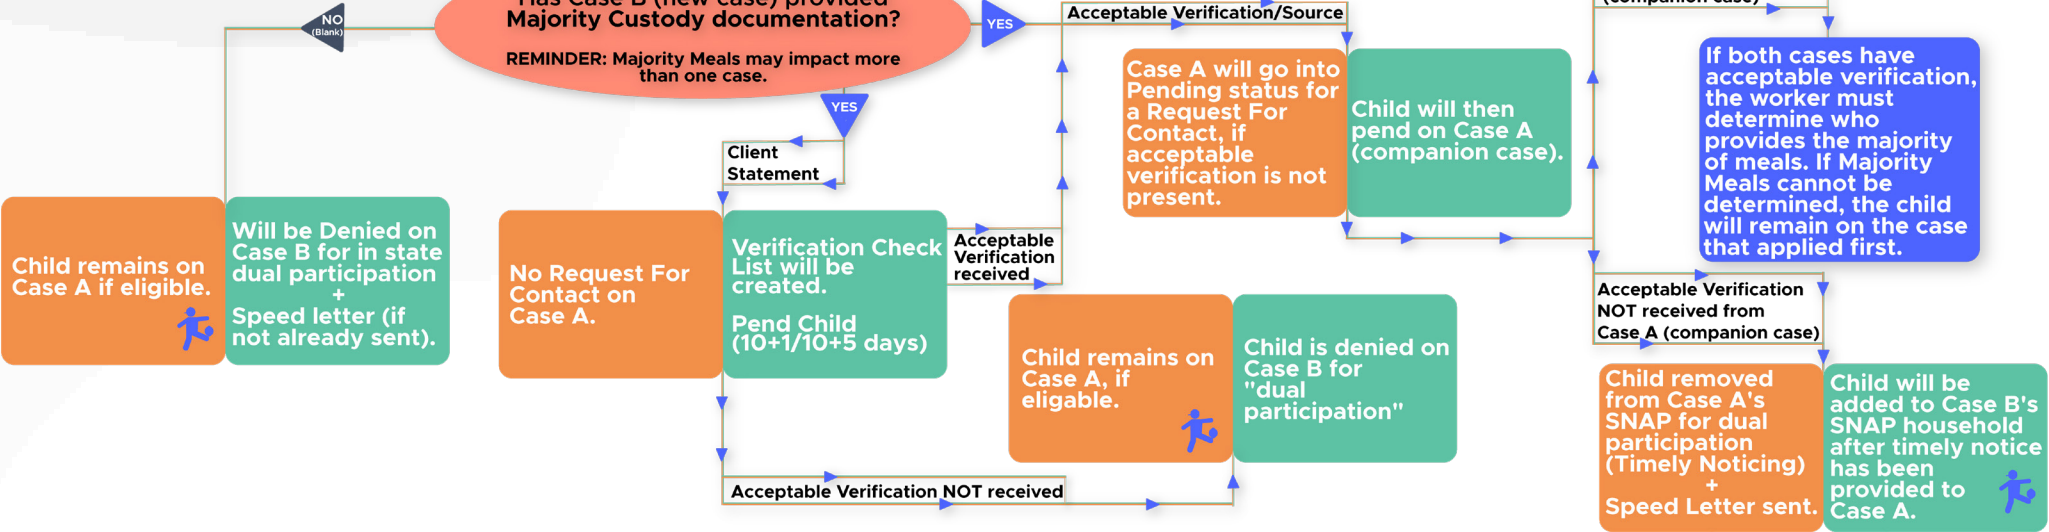 Has Case B (new case) provided
Majority Custody documentation?
REMINDER: Majority Meals may impact more
than one case.
NO
(Blank)
YES
YES
Acceptable Verification/Source
(companion case)
Client
Statement
Child remains on
Case A if eligible.
Will be Denied on
Case B for in state
dual participation
+
Speed letter (if
not already sent).
No Request For
Contact on
Case A.
Verification Check
List will be
created.
Pend Child
(10+1/10+5 days)
Acceptable
Verification
received
Acceptable Verification NOT received
Child remains on
Case A, if
eligable.
Child is denied on
Case B for
"dual
participation"
Case A will go into
Pending status for
a Request For
Contact, if
acceptable
verification is not
present.
Child will then
pend on Case A
(companion case).
If both cases have
acceptable verification,
the worker must
determine who
provides the majority
of meals. If Majority
Meals cannot be
determined, the child
will remain on the case
that applied first.
Acceptable Verification
NOT received from
Case A (companion case)
Child removed
from Case A's
SNAP for dual
participation
(Timely Noticing)
+
Speed Letter sent.
Child will be
added to Case B's
SNAP household
after timely notice
has been
provided to
Case A.